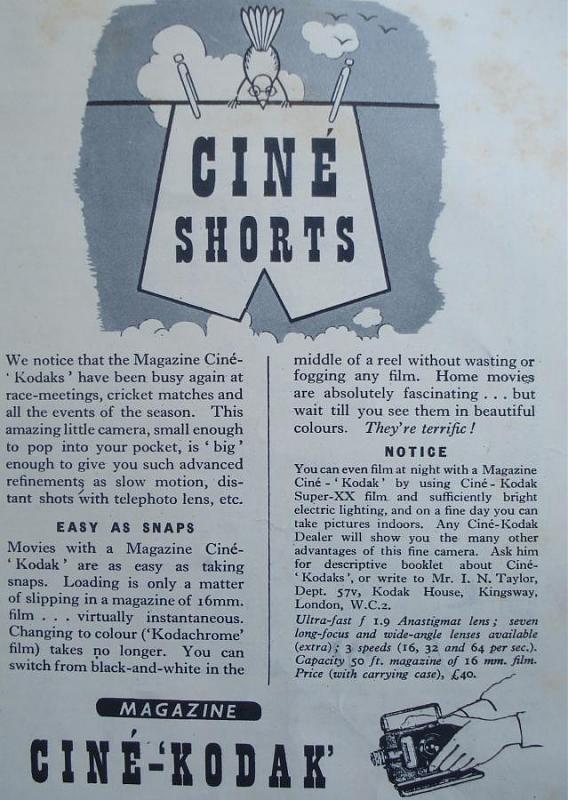 CINÉ
SHORTS
We notice that the Magazine Ciné-
'Kodaks' have been busy again at
race-meetings, cricket matches and
all the events of the season. This
amazing little camera, small enough
to pop into your pocket, is 'big'
enough to give you such advanced
refinements as slow motion, dis-
tant shots with telephoto lens, etc.
EASY AS SNAPS
Movies with a Magazine Ciné-
'Kodak' are as easy as taking
snaps. Loading is only a matter
of slipping in a magazine of 16mm.
film . . . virtually instantaneous.
Changing to colour ('Kodachrome'
film) takes no longer. You can
switch from black-and-white in the
middle of a reel without wasting or
fogging any film. Home movies
are absolutely fascinating . . . but
wait till you see them in beautiful
colours. They're terrific!
NOTICE
You can even film at night with a Magazine
Ciné-'Kodak' by using Ciné-Kodak
Super-XX film and sufficiently bright
electric lighting, and on a fine day you can
take pictures indoors. Any Ciné-Kodak
Dealer will show you the many other
advantages of this fine camera. Ask him
for descriptive booklet about Ciné-
'Kodaks', or write to Mr. I. N. Taylor,
Dept. 57v, Kodak House, Kingsway,
London, W.C.2.
Ultra-fast f 1.9 Anastigmat lens; seven
long-focus and wide-angle lenses available
(extra); 3 speeds (16, 32 and 64 per sec.).
Capacity 50 ft. magazine of 16 mm. film.
Price (with carrying case), £40.
MAGAZINE
CINÉ-'KODAK'